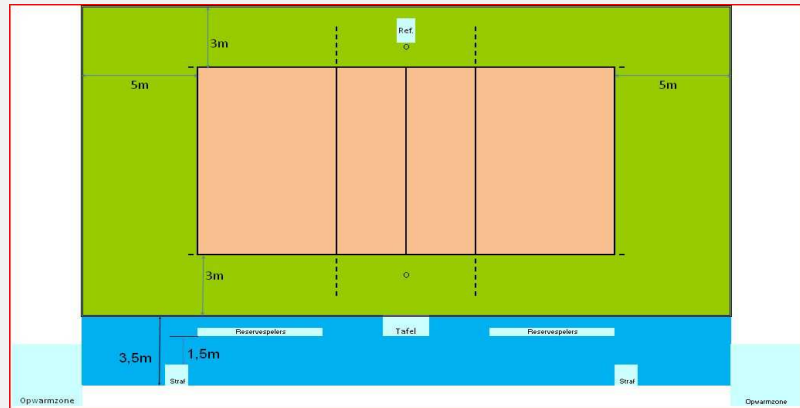 Ref.
3m
5m
5m
3m
Reservespelers
Tafel
Reservespelers
3,5m
1,5m
Straf
Straf
Opwarmzone
Opwarmzone